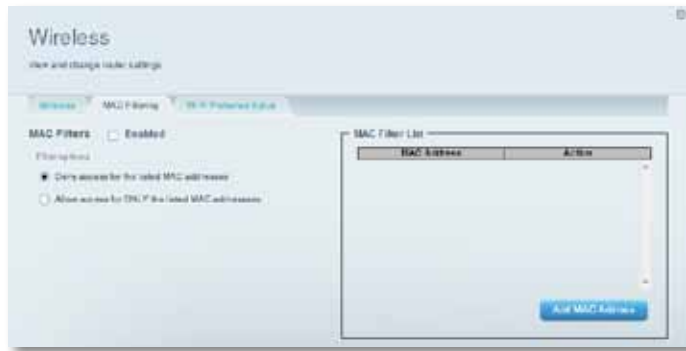 Wireless
View and change router settings
Wireless
MAC Filtering
Wi-Fi Protected Setup
MAC Filters
Enabled
Filter options
Deny access for the listed MAC addresses
Allow access for ONLY the listed MAC addresses
MAC Filter List
MAC Address Action
Add MAC Address